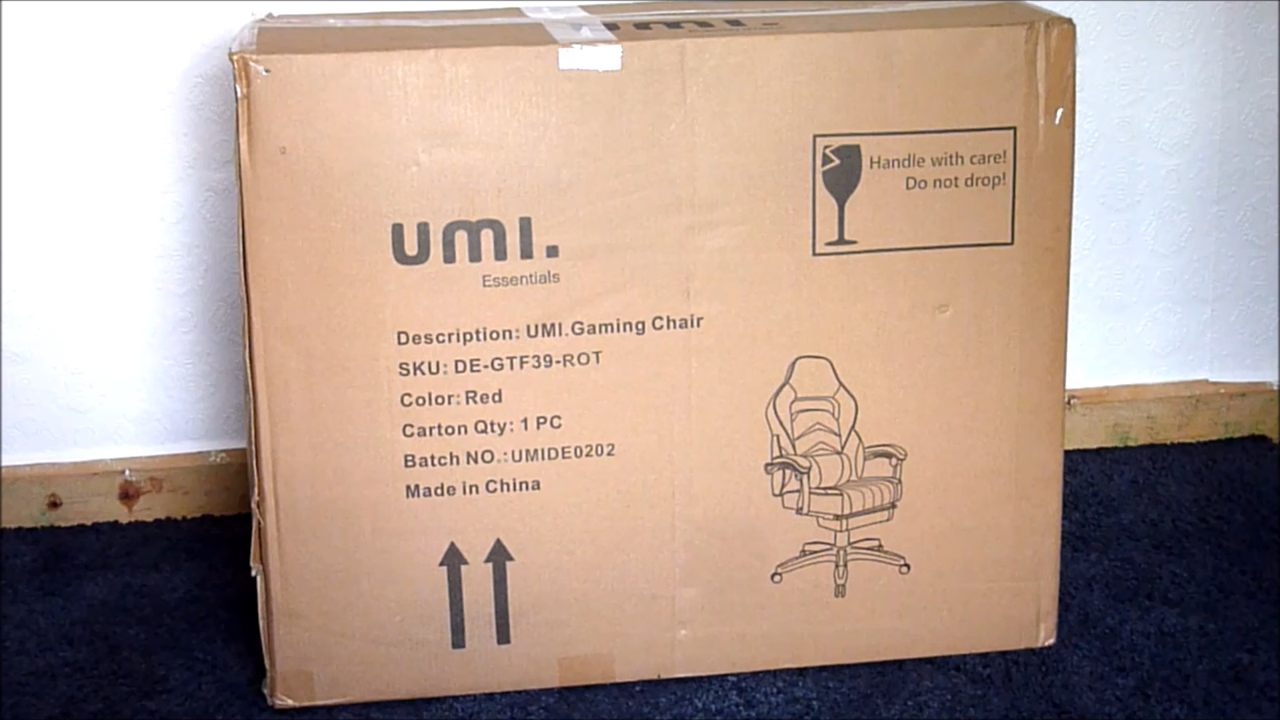 umi.
Handle with care!
Do not drop!
umi.
Essentials
Description: UMI.Gaming Chair
SKU: DE-GTF39-ROT
Color: Red
Carton Qty: 1 PC
Batch NO.:UMIDE0202
Made in China